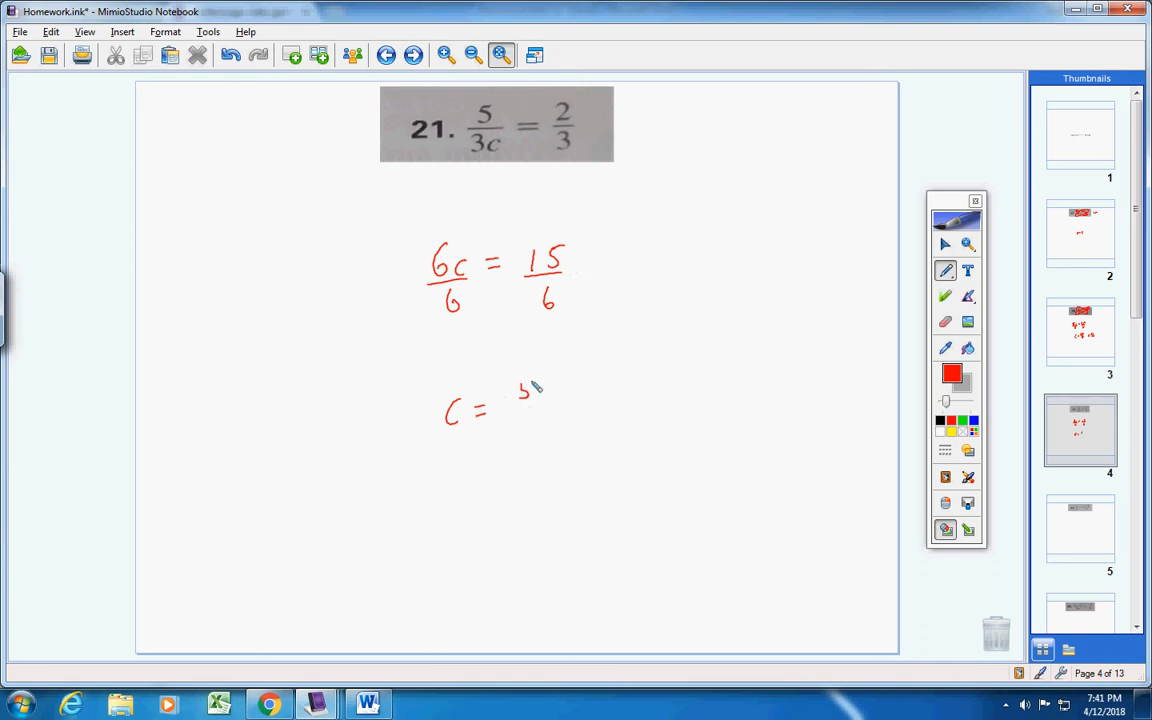 Homework.ink* - MimioStudio Notebook
File Edit View Insert Format Tools Help
Thumbnails
21. 5/3c = 2/3
6c/6 = 15/6
c = 5
1
2
3
4
5
Page 4 of 13
7:41 PM
4/12/2018